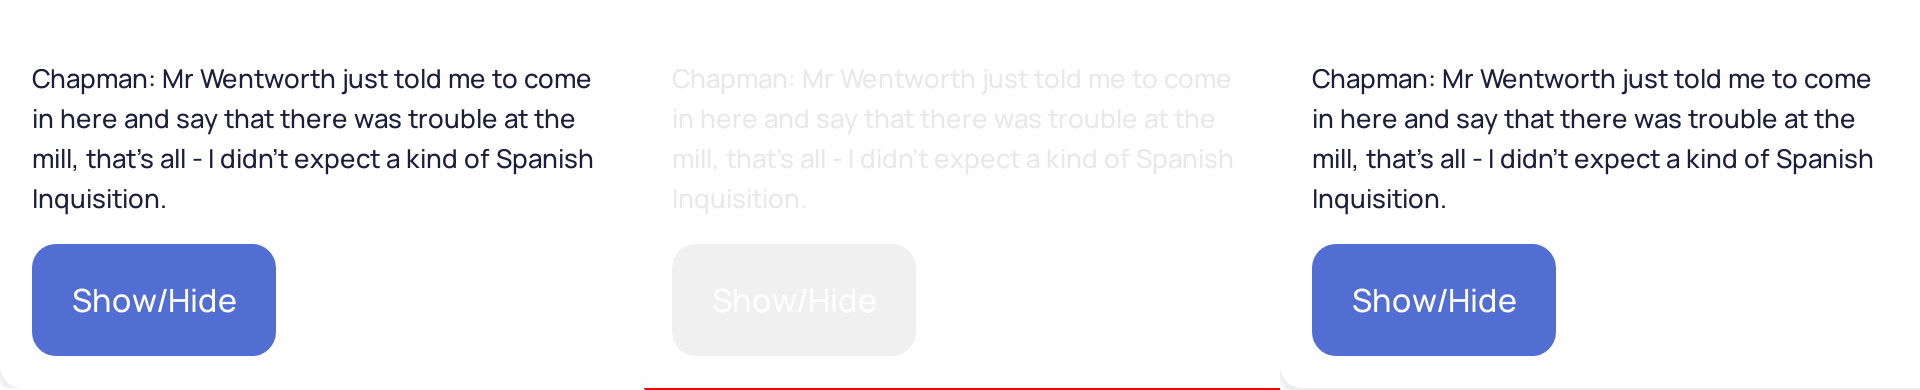 Chapman: Mr Wentworth just told me to come
in here and say that there was trouble at the
mill, that's all - I didn't expect a kind of Spanish
Inquisition.
Show/Hide
Chapman: Mr Wentworth just told me to come
in here and say that there was trouble at the
mill, that's all - I didn't expect a kind of Spanish
Inquisition.
Show/Hide
Chapman: Mr Wentworth just told me to come
in here and say that there was trouble at the
mill, that's all - I didn't expect a kind of Spanish
Inquisition.
Show/Hide